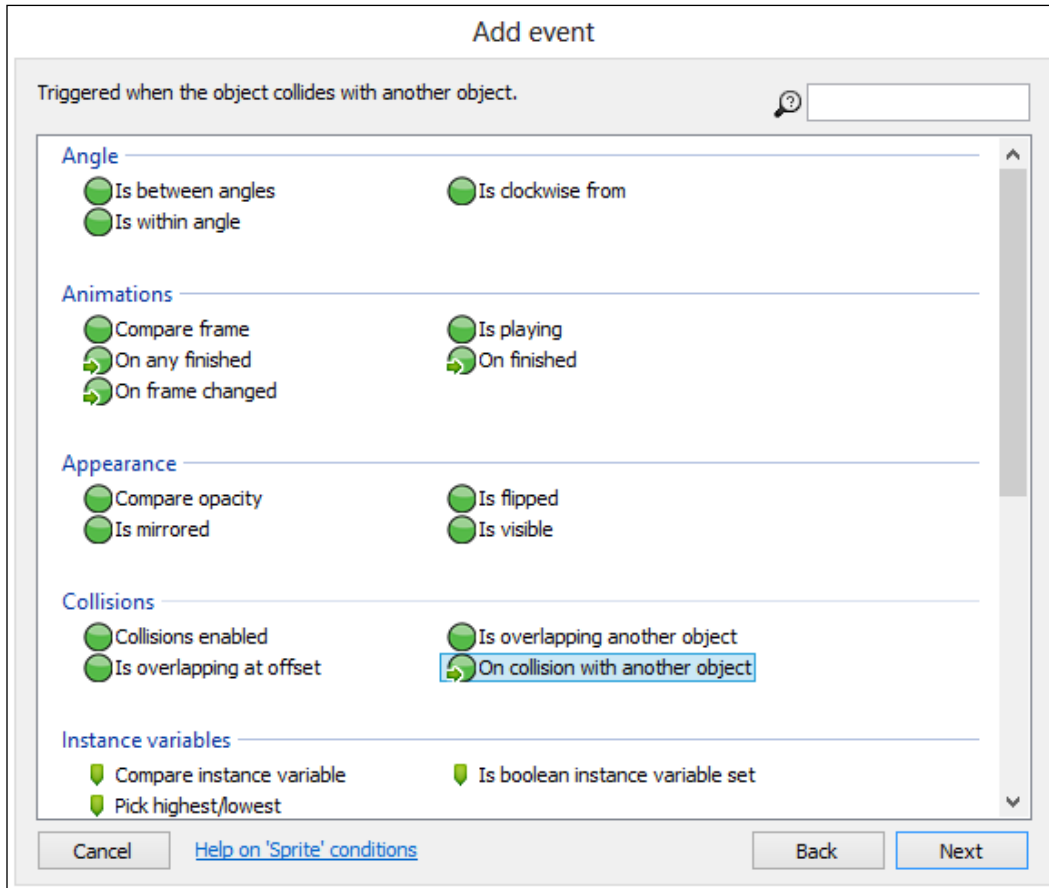 Add event
Triggered when the object collides with another object.
Angle
Is between angles
Is clockwise from
Is within angle
Animations
Compare frame
Is playing
On any finished
On finished
On frame changed
Appearance
Compare opacity
Is flipped
Is mirrored
Is visible
Collisions
Collisions enabled
Is overlapping another object
Is overlapping at offset
On collision with another object
Instance variables
Compare instance variable
Is boolean instance variable set
Pick highest/lowest
Cancel
Help on 'Sprite' conditions
Back
Next